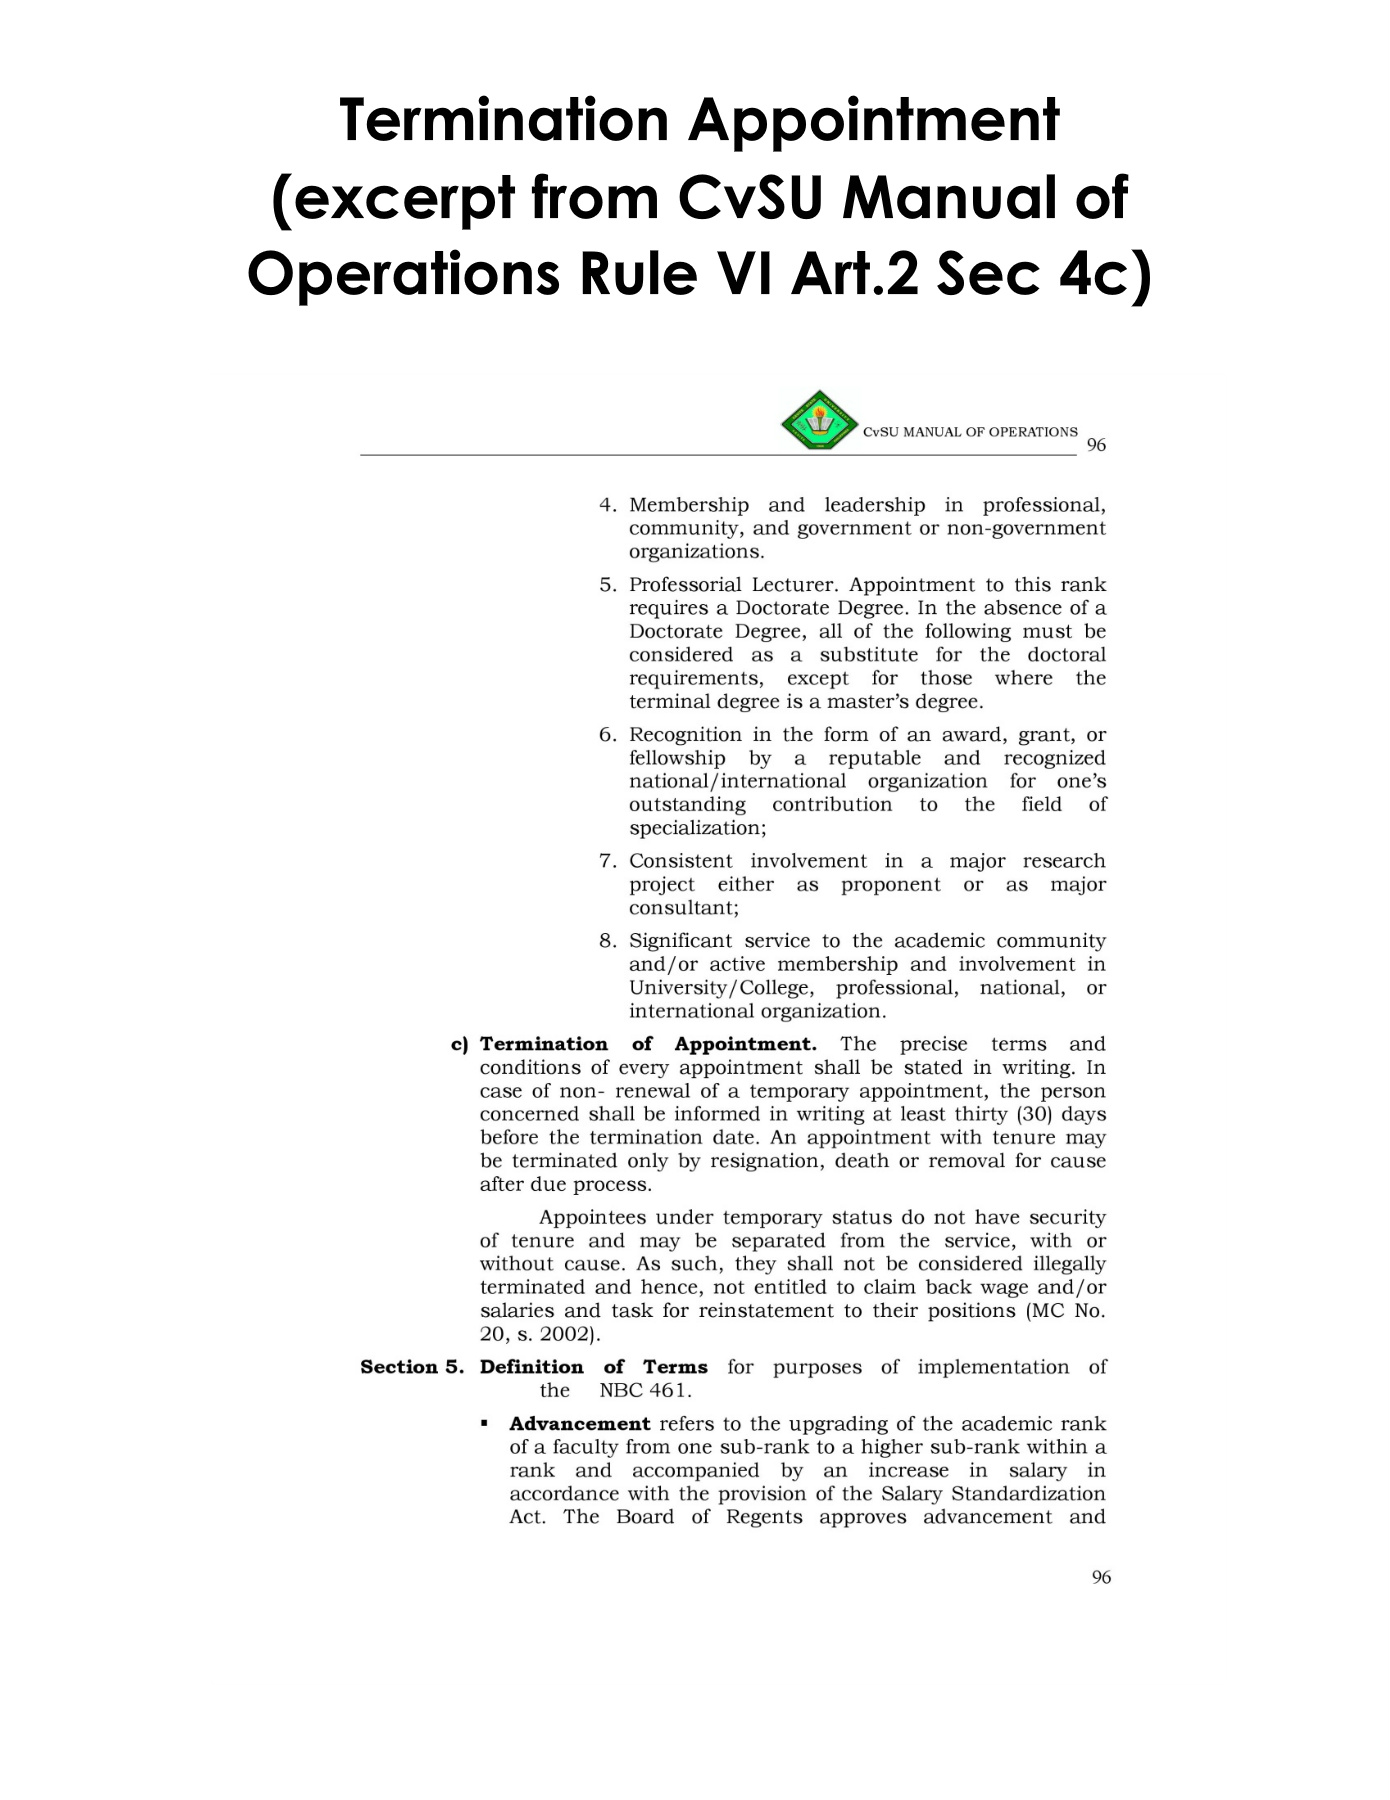 Termination Appointment
(excerpt from CvSU Manual of
Operations Rule VI Art.2 Sec 4c)
CvSU MANUAL OF OPERATIONS 96
4. Membership and leadership in professional,
community, and government or non-government
organizations.
5. Professorial Lecturer. Appointment to this rank
requires a Doctorate Degree. In the absence of a
Doctorate Degree, all of the following must be
considered as a substitute for the doctoral
requirements, except for those where the
terminal degree is a master’s degree.
6. Recognition in the form of an award, grant, or
fellowship by a reputable and recognized
national/international organization for one’s
outstanding contribution to the field of
specialization;
7. Consistent involvement in a major research
project either as proponent or as major
consultant;
8. Significant service to the academic community
and/or active membership and involvement in
University/College, professional, national, or
international organization.
c) Termination of Appointment. The precise terms and
conditions of every appointment shall be stated in writing. In
case of non- renewal of a temporary appointment, the person
concerned shall be informed in writing at least thirty (30) days
before the termination date. An appointment with tenure may
be terminated only by resignation, death or removal for cause
after due process.
Appointees under temporary status do not have security
of tenure and may be separated from the service, with or
without cause. As such, they shall not be considered illegally
terminated and hence, not entitled to claim back wage and/or
salaries and task for reinstatement to their positions (MC No.
20, s. 2002).
Section 5. Definition of Terms for purposes of implementation of
the NBC 461.
▪ Advancement refers to the upgrading of the academic rank
of a faculty from one sub-rank to a higher sub-rank within a
rank and accompanied by an increase in salary in
accordance with the provision of the Salary Standardization
Act. The Board of Regents approves advancement and
96